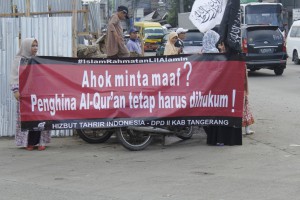 #IslamRahmatanLilAlamin
Ahok minta maaf ?
Penghina Al-Qur'an tetap harus dihukum !
HIZBUT TAHRIR INDONESIA - DPD II KAB TANGERANG